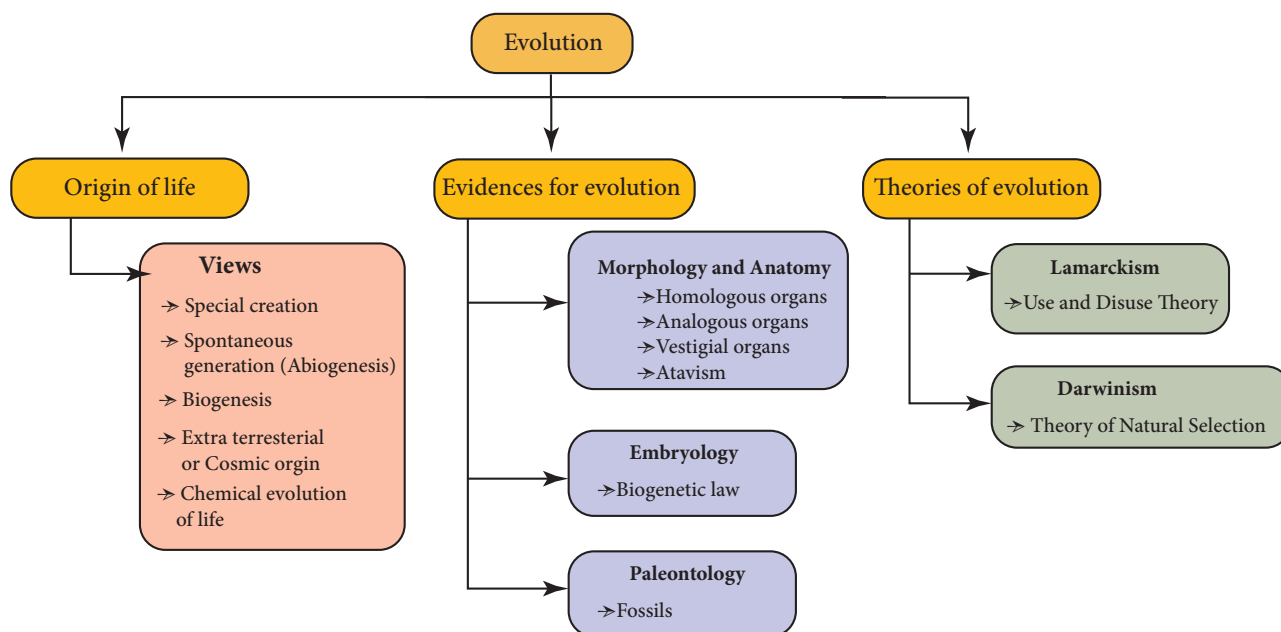 Evolution
Origin of life
Evidences for evolution
Theories of evolution
Views
→ Special creation
→ Spontaneous
generation (Abiogenesis)
→ Biogenesis
→ Extra terresterial
or Cosmic orgin
→ Chemical evolution
of life
Morphology and Anatomy
→ Homologous organs
→ Analogous organs
→ Vestigial organs
→ Atavism
Embryology
→ Biogenetic law
Paleontology
→ Fossils
Lamarckism
→ Use and Disuse Theory
Darwinism
→ Theory of Natural Selection